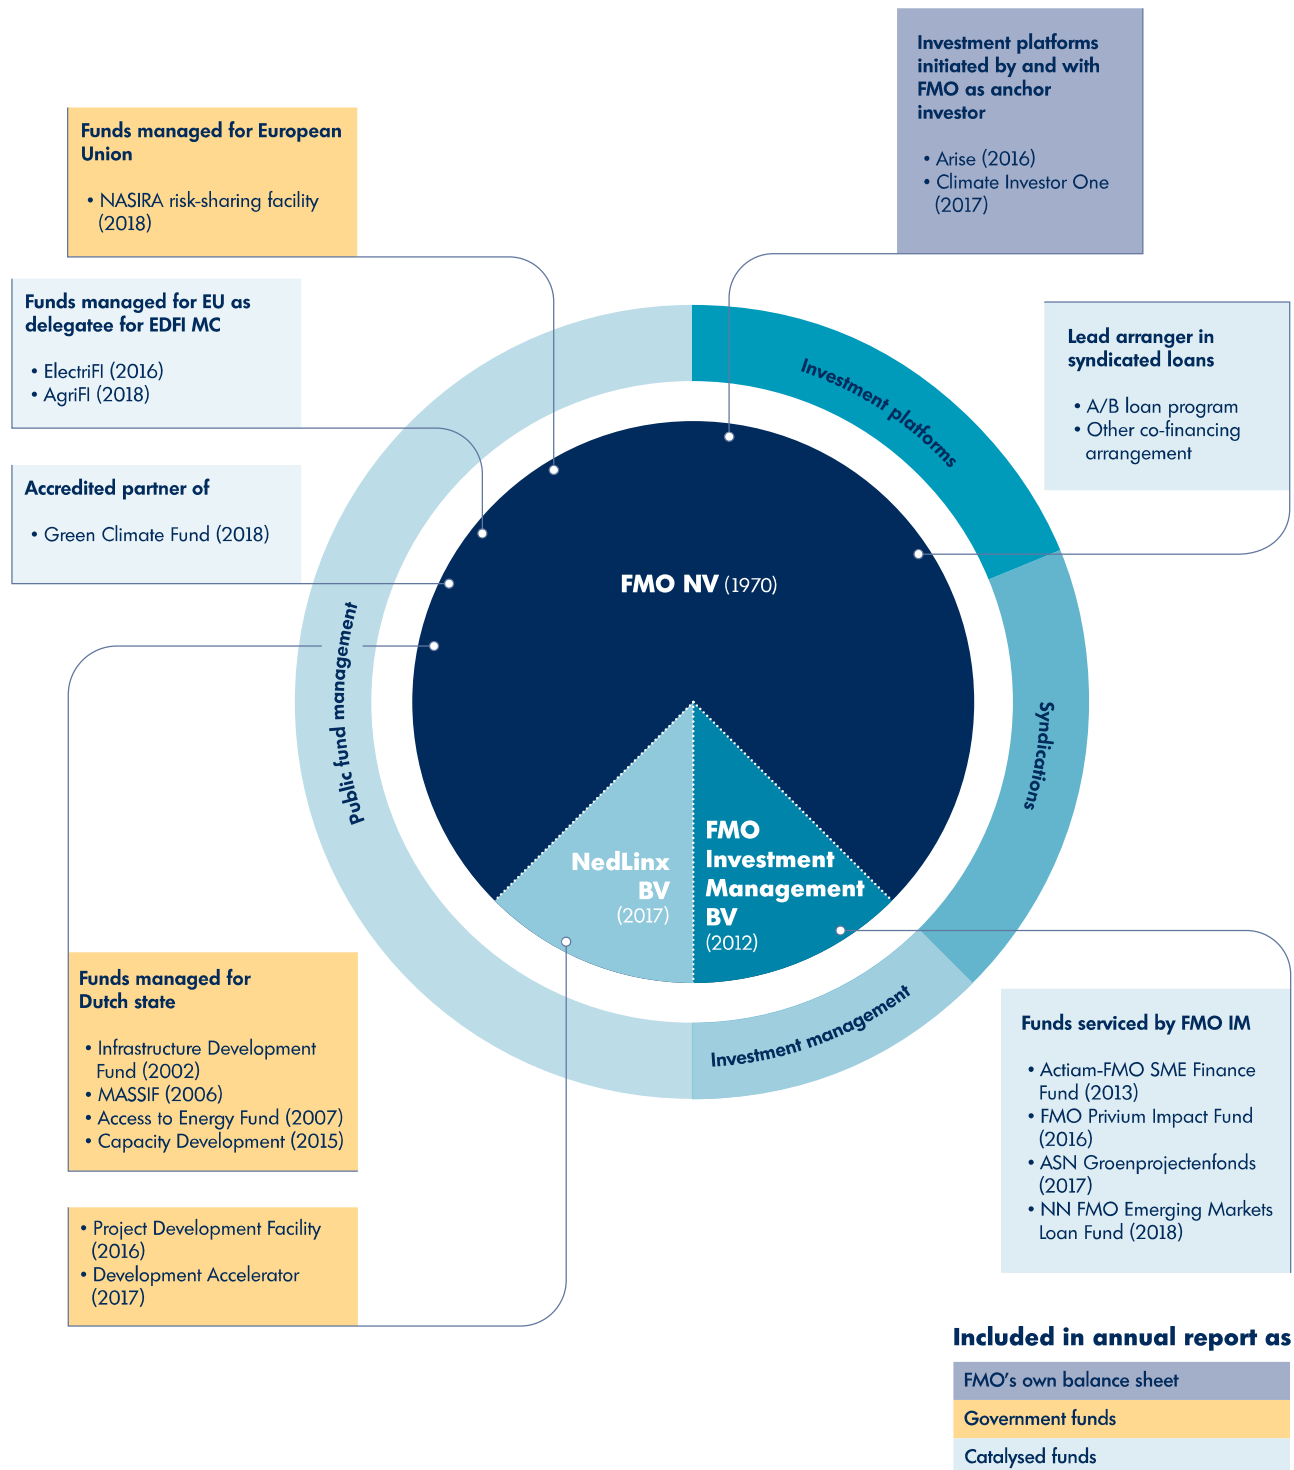 Investment platforms
initiated by and with
FMO as anchor
investor
• Arise (2016)
• Climate Investor One
(2017)
Funds managed for European
Union
• NASIRA risk-sharing facility
(2018)
Funds managed for EU as
delegatee for EDFI MC
• ElectriFI (2016)
• AgriFI (2018)
Lead arranger in
syndicated loans
• A/B loan program
• Other co-financing
arrangement
Accredited partner of
• Green Climate Fund (2018)
Investment platforms
Syndications
Investment management
Public fund management
FMO NV (1970)
NedLinx
BV
(2017)
FMO
Investment
Management
BV
(2012)
Funds managed for
Dutch state
• Infrastructure Development
Fund (2002)
• MASSIF (2006)
• Access to Energy Fund (2007)
• Capacity Development (2015)
• Project Development Facility
(2016)
• Development Accelerator
(2017)
Funds serviced by FMO IM
• Actiam-FMO SME Finance
Fund (2013)
• FMO Privium Impact Fund
(2016)
• ASN Groenprojectenfonds
(2017)
• NN FMO Emerging Markets
Loan Fund (2018)
Included in annual report as
FMO's own balance sheet
Government funds
Catalysed funds